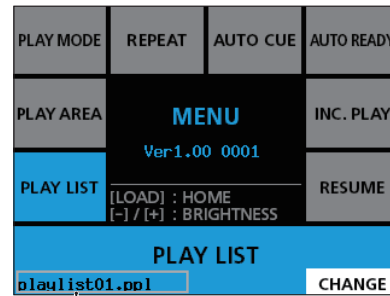 PLAY MODE
REPEAT
AUTO CUE
AUTO READY
PLAY AREA
MENU
Ver1.00 0001
INC. PLAY
PLAY LIST
[LOAD] : HOME
[–] / [+] : BRIGHTNESS
RESUME
PLAY LIST
playlist01.ppl
CHANGE